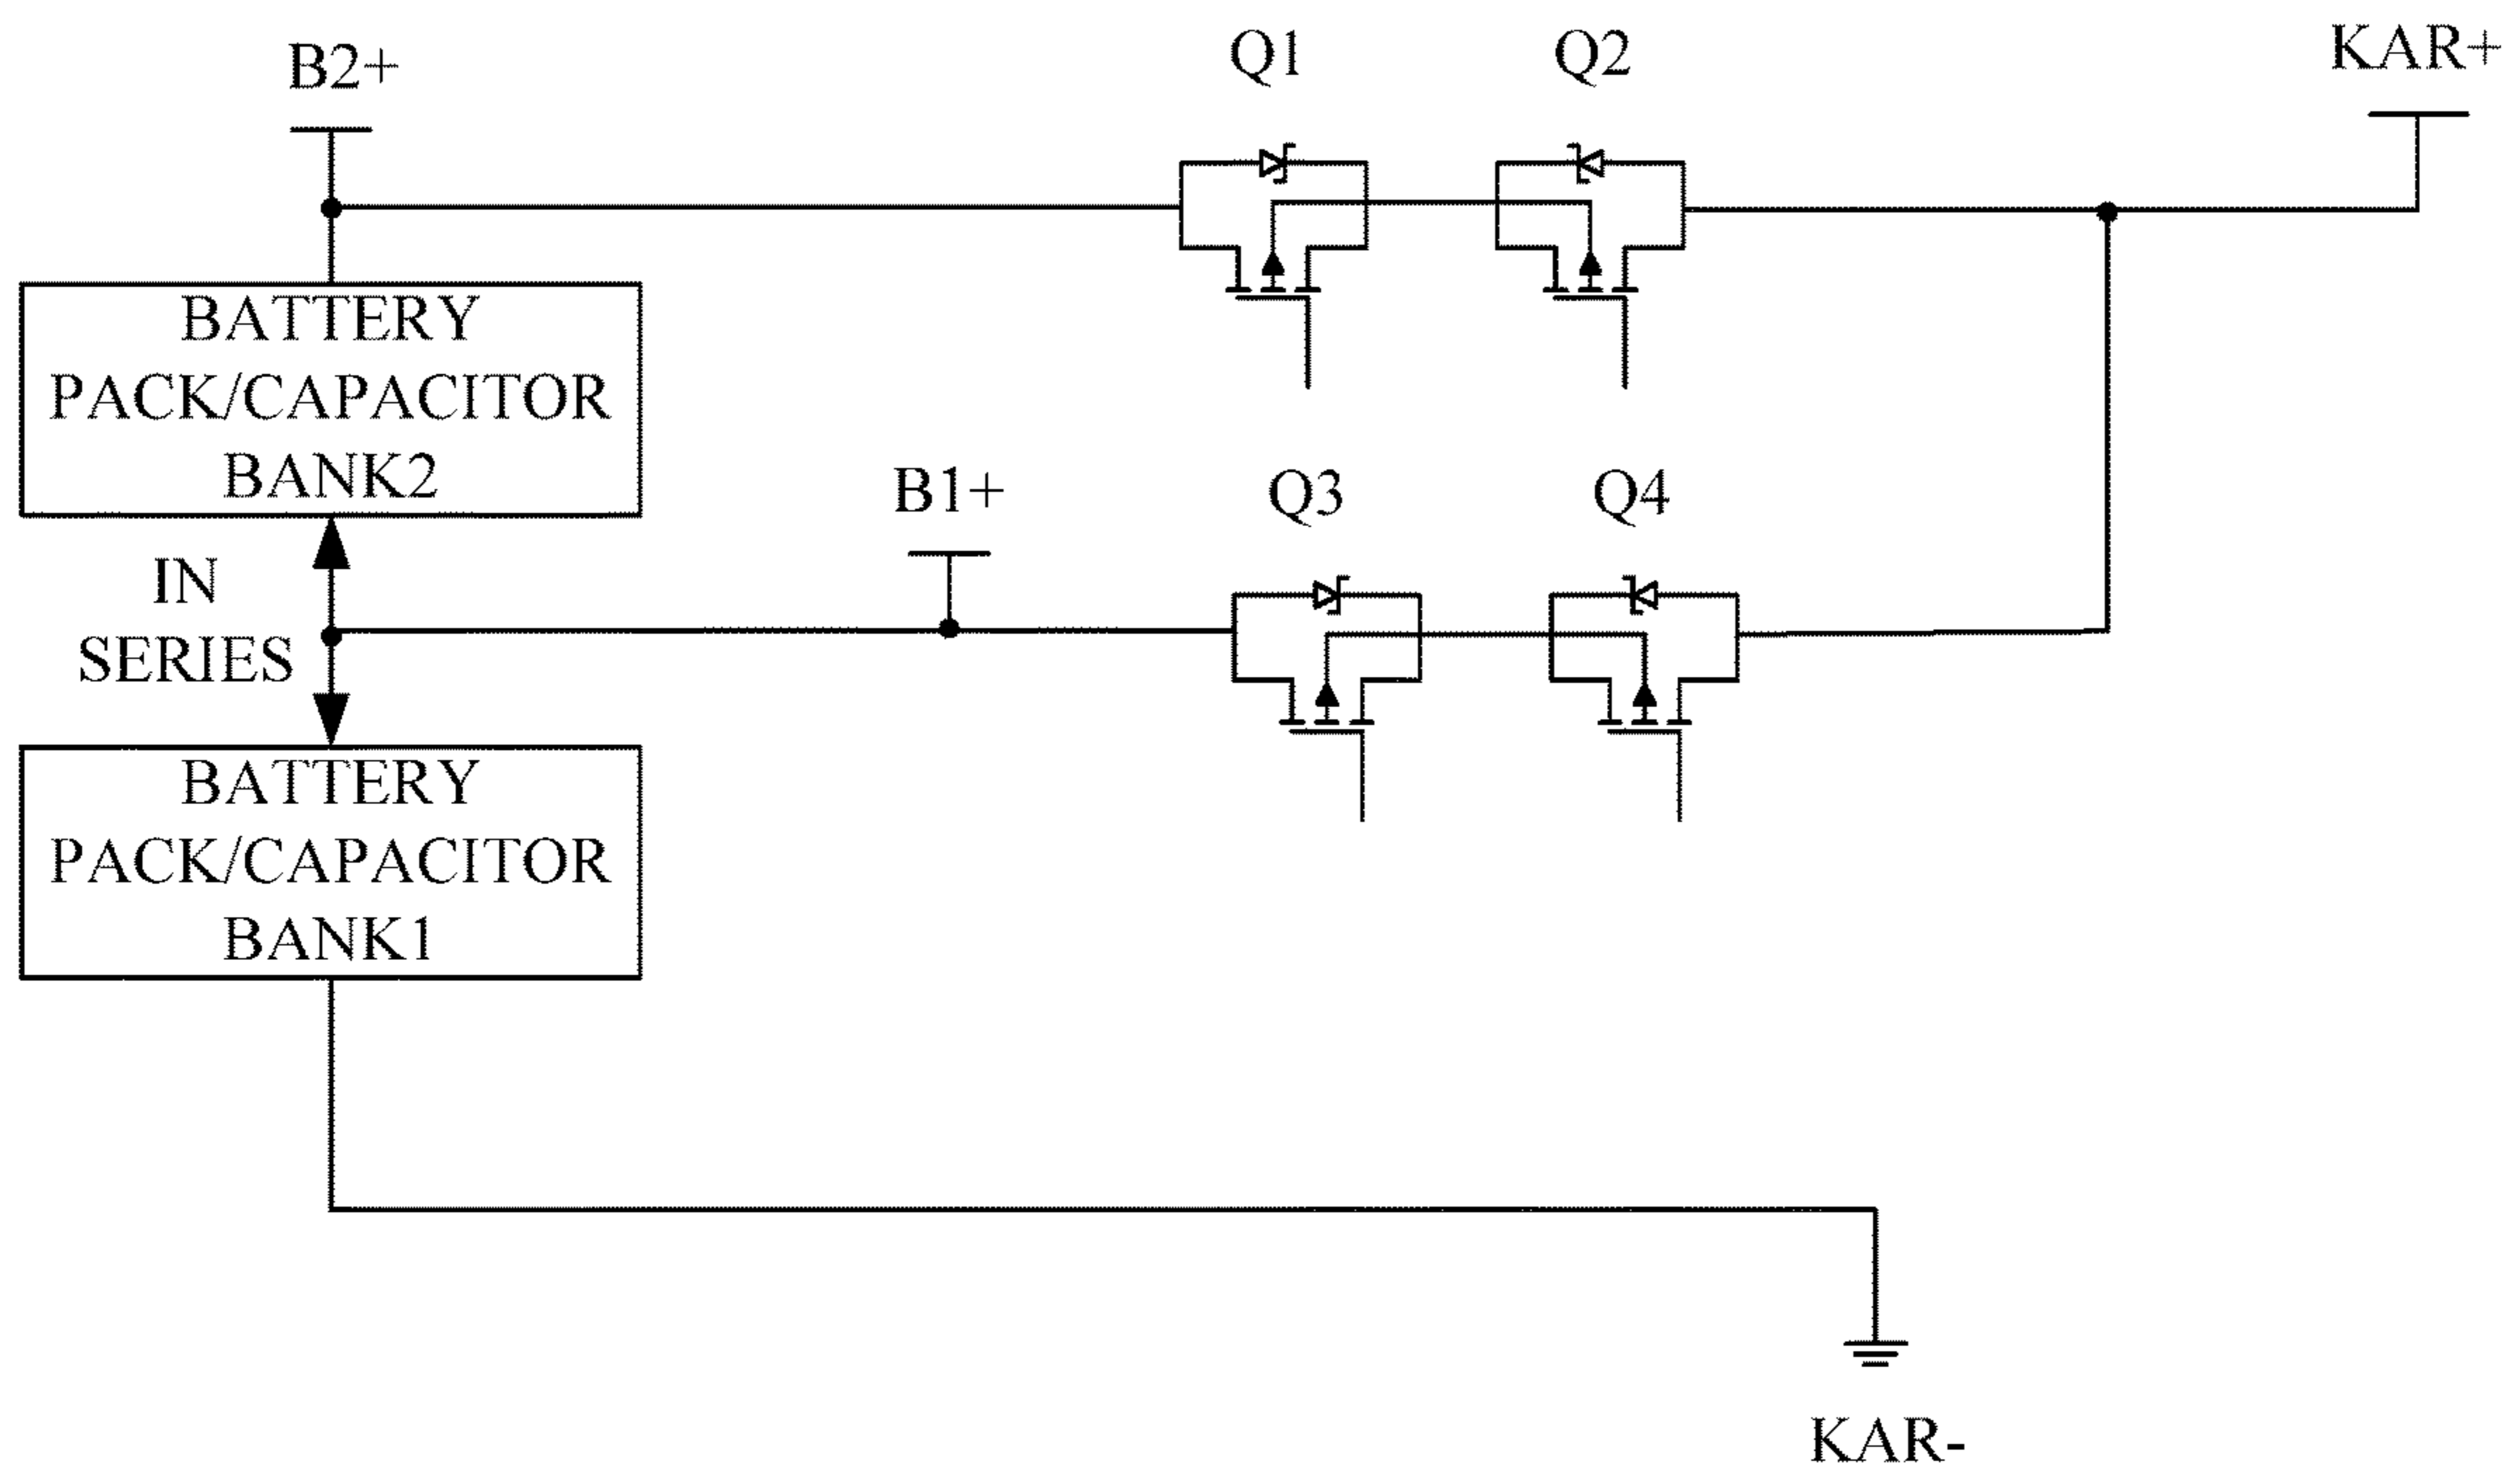 B2+
Q1
Q2
KAR+
BATTERY
PACK/CAPACITOR
BANK2
B1+
Q3
Q4
IN
SERIES
BATTERY
PACK/CAPACITOR
BANK1
KAR-